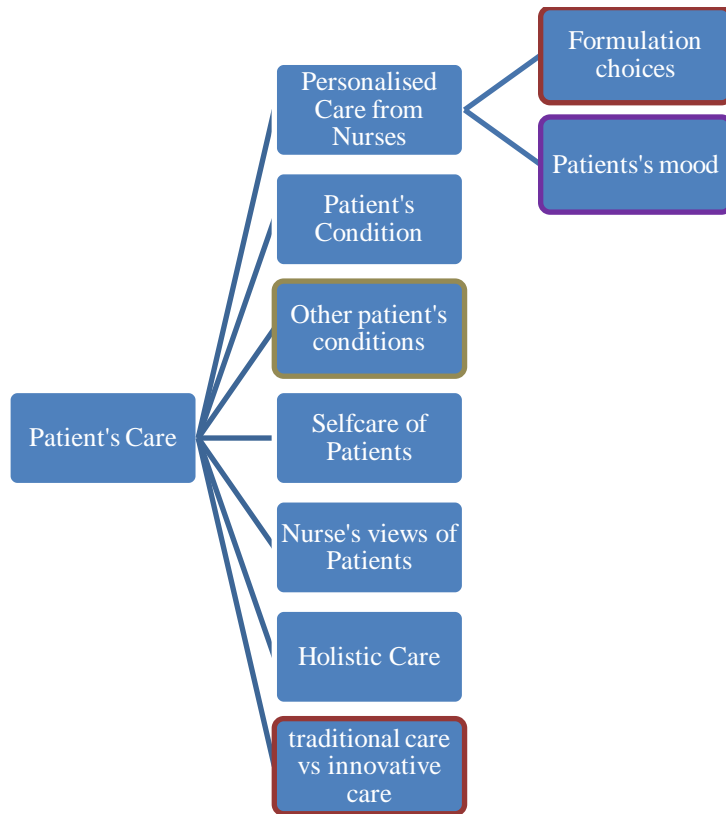 Formulation
choices
Personalised
Care from
Nurses
Patients's mood
Patient's
Condition
Other patient's
conditions
Patient's Care
Selfcare of
Patients
Nurse's views of
Patients
Holistic Care
traditional care
vs innovative
care